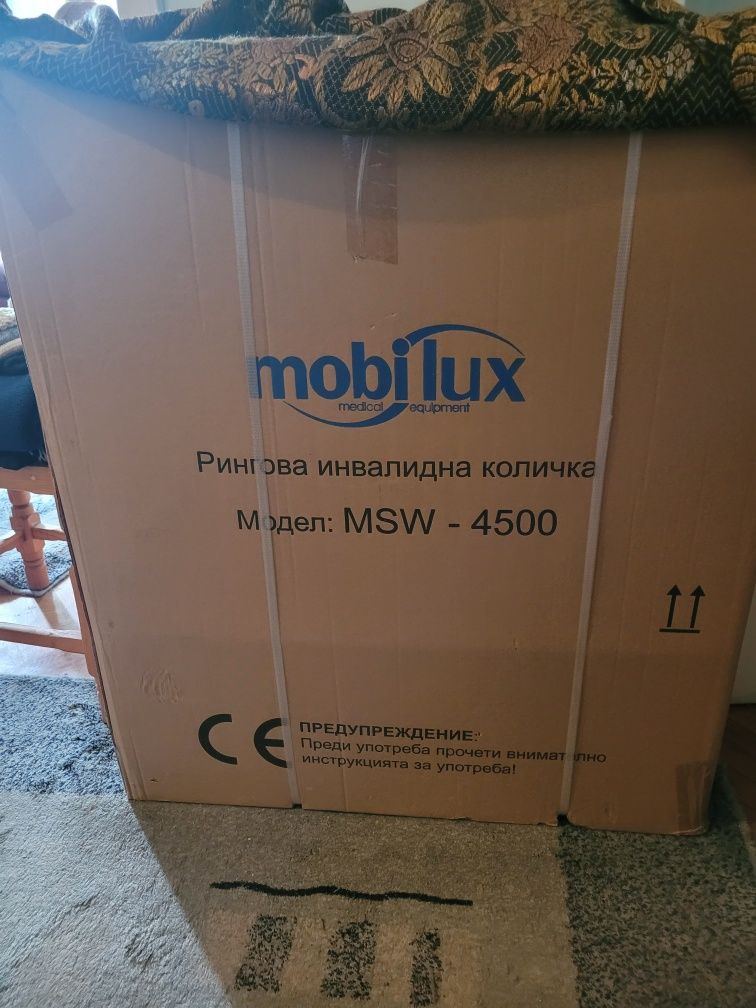 mobilux
medical equipment
Рингова инвалидна количка
Модел: MSW - 4500
CE
ПРЕДУПРЕЖДЕНИЕ:
Преди употреба прочети внимателно
инструкцията за употреба!